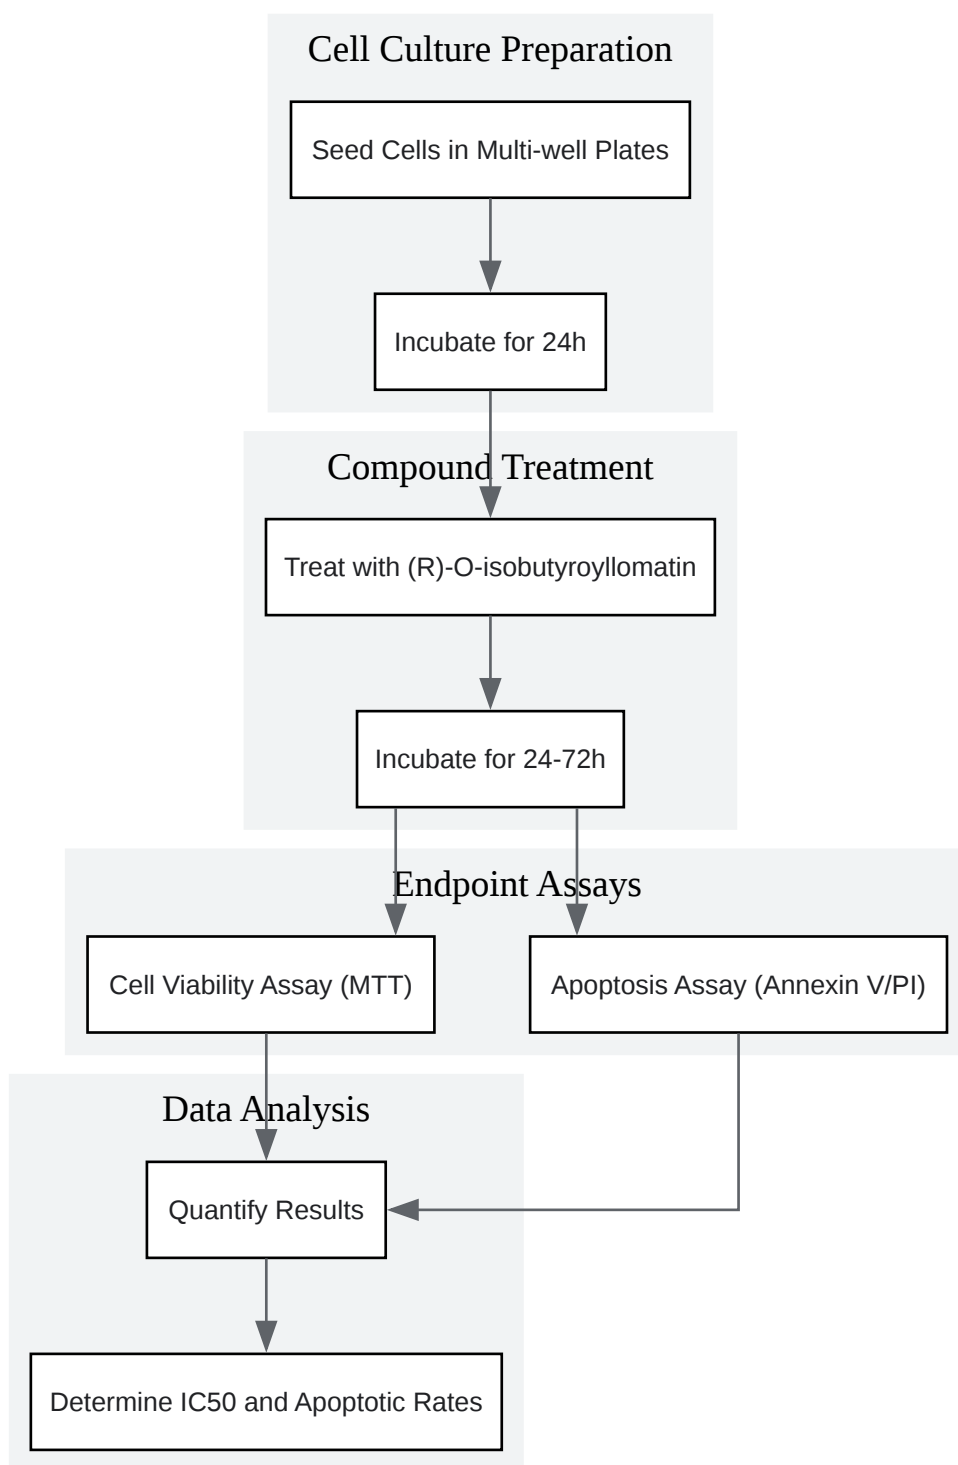 Cell Culture Preparation
Seed Cells in Multi-well Plates
Incubate for 24h
Compound Treatment
Treat with (R)-O-isobutyroyllomatin
Incubate for 24-72h
Endpoint Assays
Cell Viability Assay (MTT)
Apoptosis Assay (Annexin V/PI)
Data Analysis
Quantify Results
Determine IC50 and Apoptotic Rates